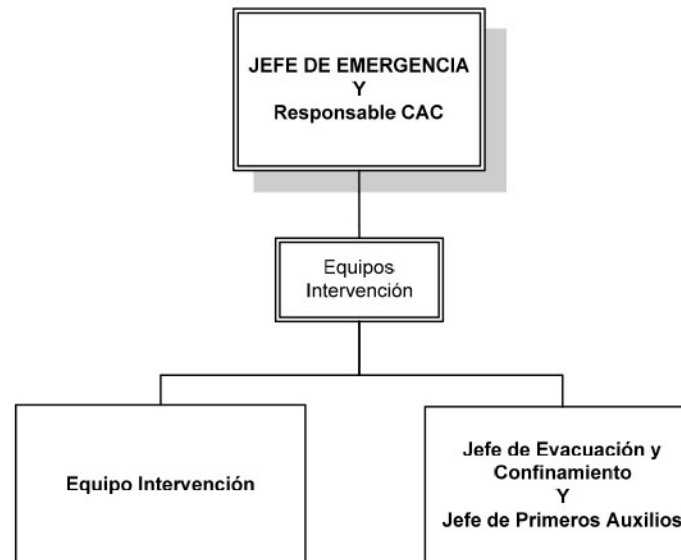 JEFE DE EMERGENCIA
Y
Responsable CAC
Equipos
Intervención
Equipo Intervención
Jefe de Evacuación y
Confinamiento
Y
Jefe de Primeros Auxilios